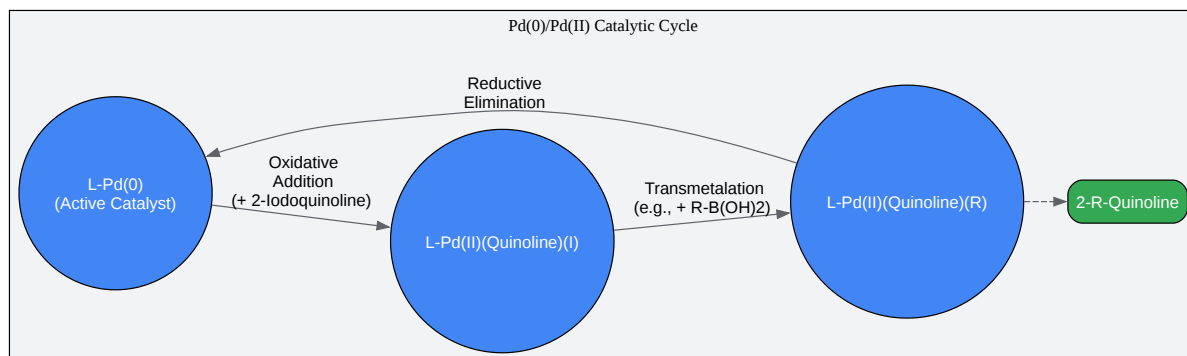 Pd(0)/Pd(II) Catalytic Cycle
Reductive
Elimination
L-Pd(0)
(Active Catalyst)
Oxidative
Addition
(+ 2-Iodoquinoline)
L-Pd(II)(Quinoline)(I)
Transmetalation
(e.g., + R-B(OH)2)
L-Pd(II)(Quinoline)(R)
2-R-Quinoline